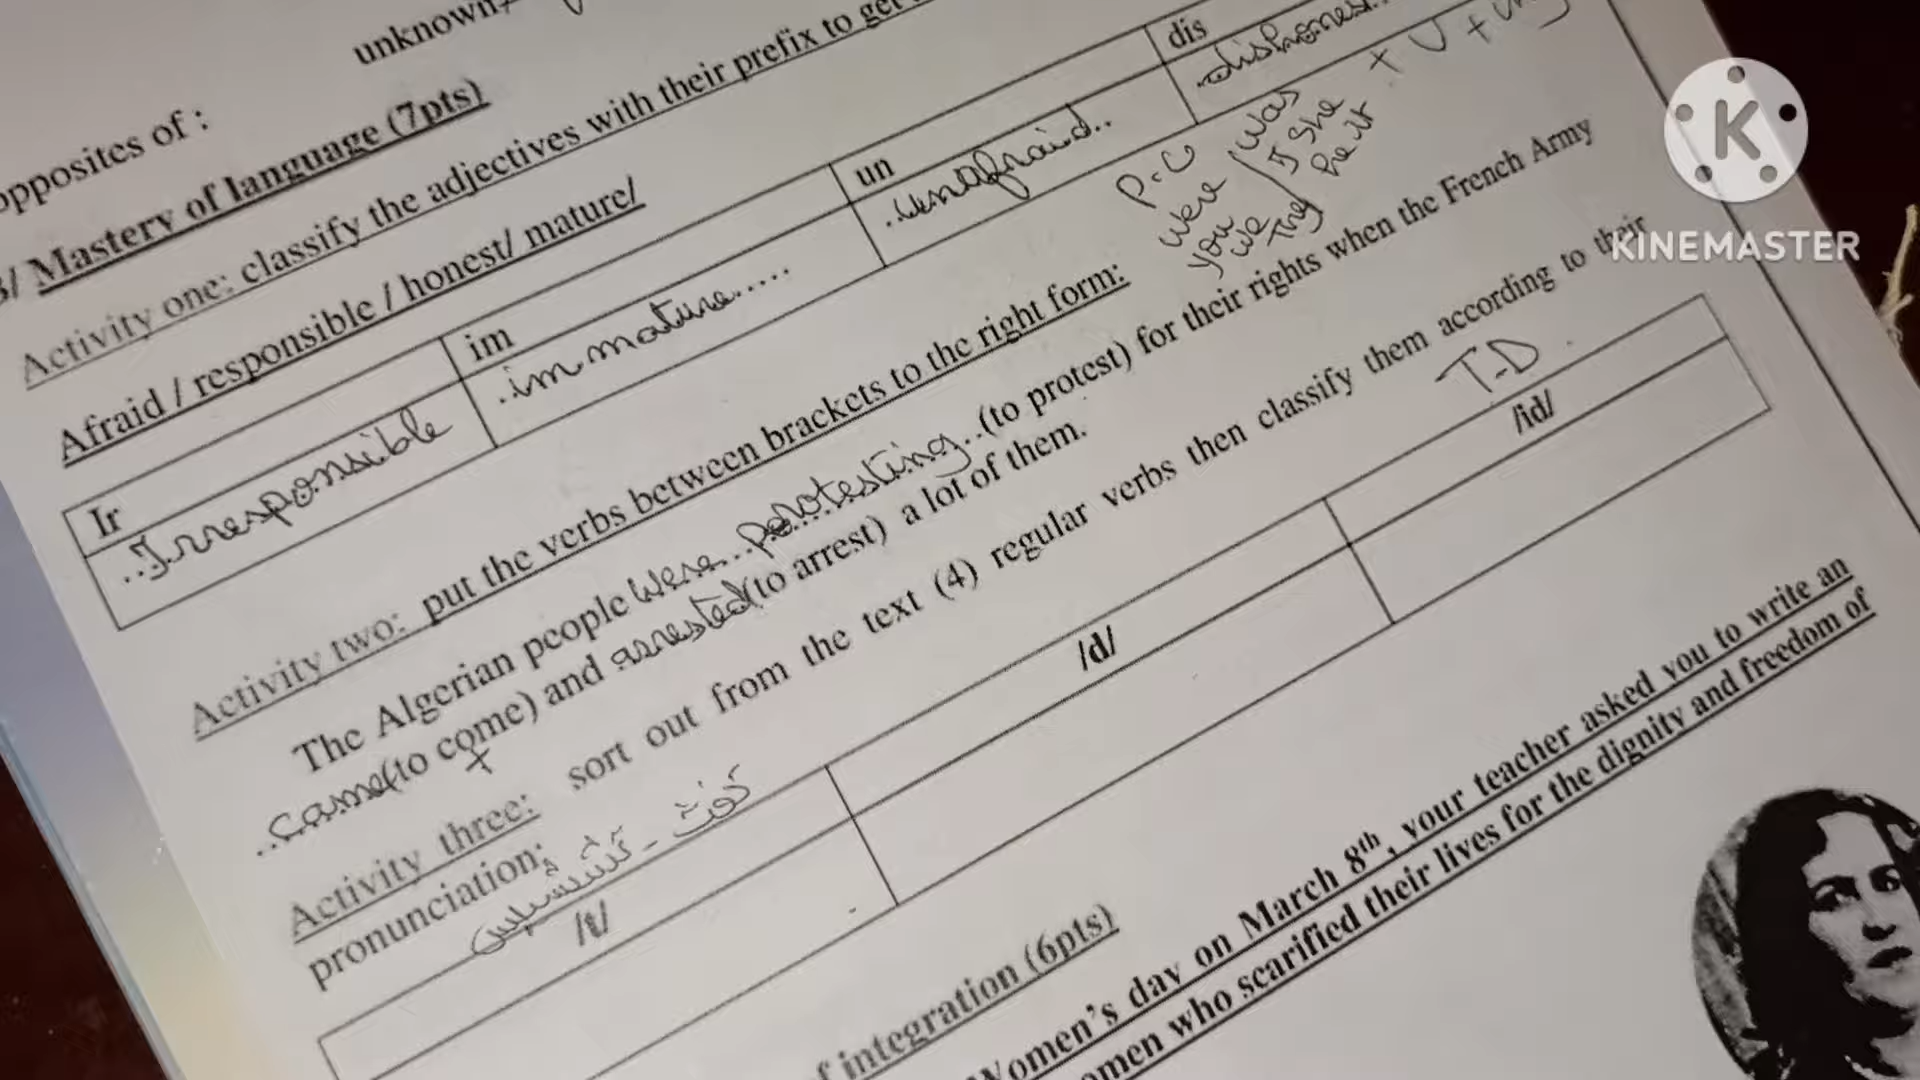 unknown
opposites of :
B/ Mastery of language (7pts)
Activity one: classify the adjectives with their prefix to get
Afraid / responsible / honest/ mature/
Ir im un dis
..Irresponsible .immature..... ..unafraid.. dishonest..
P.C
were / was
you / I she
we he it
They
+ V + ing
Activity two: put the verbs between brackets to the right form:
The Algerian people were...protesting..(to protest) for their rights when the French Army
..came(to come) and arrested(to arrest) a lot of them.
Activity three: sort out from the text (4) regular verbs then classify them according to their
pronunciation:
T-D
/t/ /d/ /id/
of integration (6pts)
Women's day on March 8th, your teacher asked you to write an
women who scarified their lives for the dignity and freedom of
K
KINEMASTER